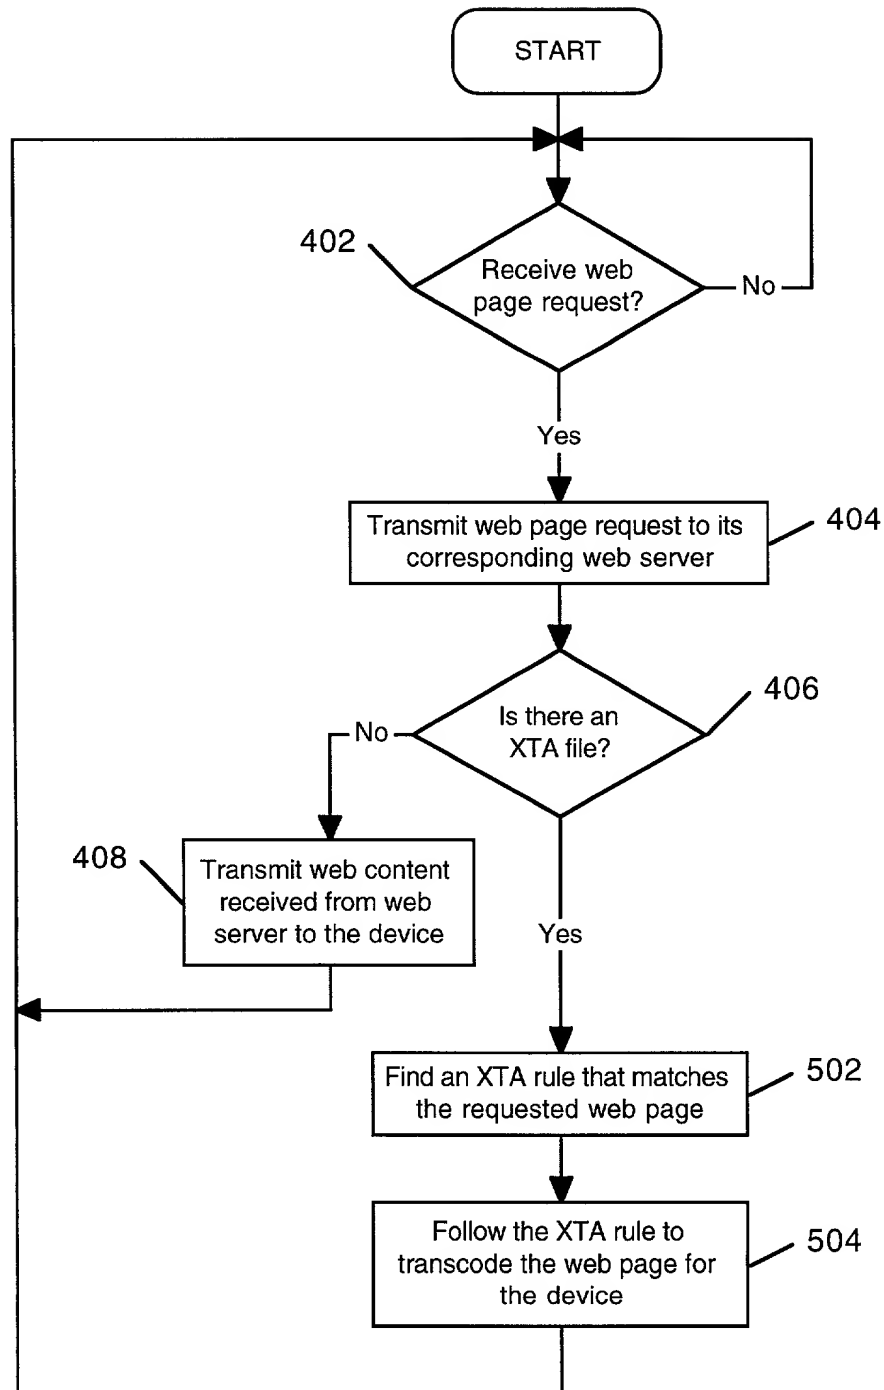 START
402
Receive web
page request?
No
Yes
Transmit web page request to its
corresponding web server
404
Is there an
XTA file?
406
No
408
Transmit web content
received from web
server to the device
Yes
Find an XTA rule that matches
the requested web page
502
Follow the XTA rule to
transcode the web page for
the device
504